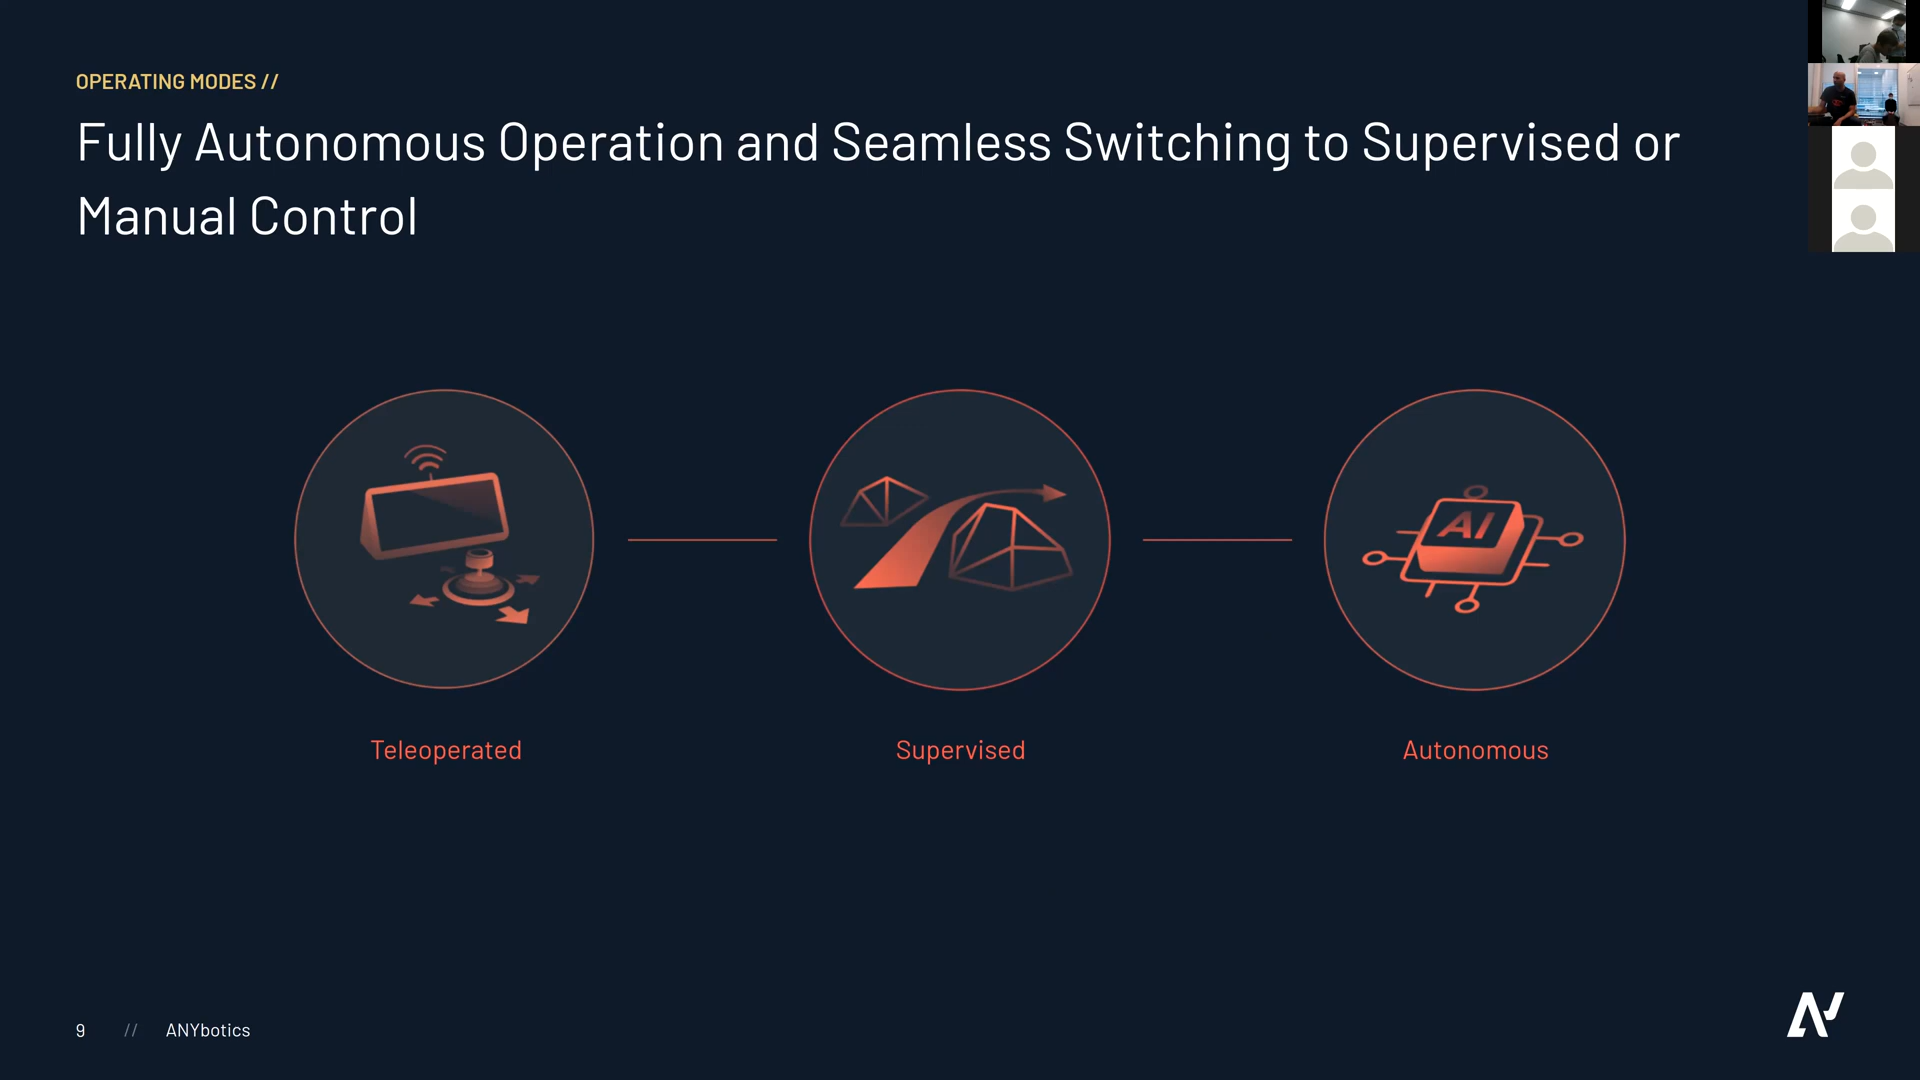 OPERATING MODES //
Fully Autonomous Operation and Seamless Switching to Supervised or
Manual Control
AI
Teleoperated
Supervised
Autonomous
9 // ANYbotics